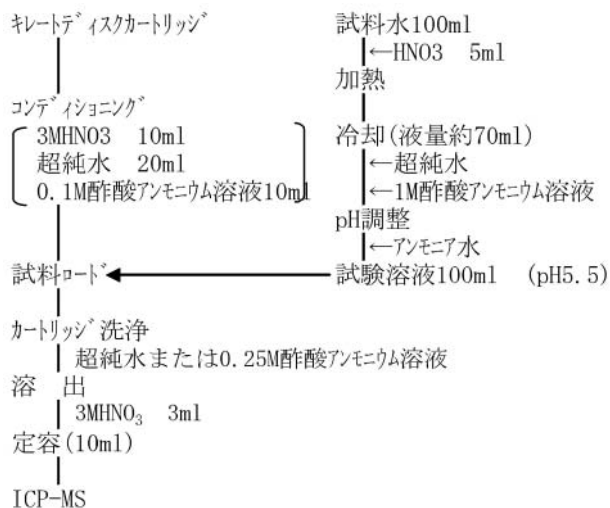 ｷﾚｰﾄﾃﾞｨｽｸｶｰﾄﾘｯｼﾞ
ｺﾝﾃﾞｨｼｮﾆﾝｸﾞ
3MHNO3　10ml
超純水　20ml
0.1M酢酸ｱﾝﾓﾆｳﾑ溶液10ml
試料水100ml
←HNO3　5ml
加熱
冷却(液量約70ml)
←超純水
←1M酢酸ｱﾝﾓﾆｳﾑ溶液
pH調整
←ｱﾝﾓﾆｱ水
試験溶液100ml　(pH5.5)
試料ﾛｰﾄﾞ
ｶｰﾄﾘｯｼﾞ洗浄
超純水または0.25M酢酸ｱﾝﾓﾆｳﾑ溶液
溶　出
3MHNO₃　3ml
定容(10ml)
ICP-MS